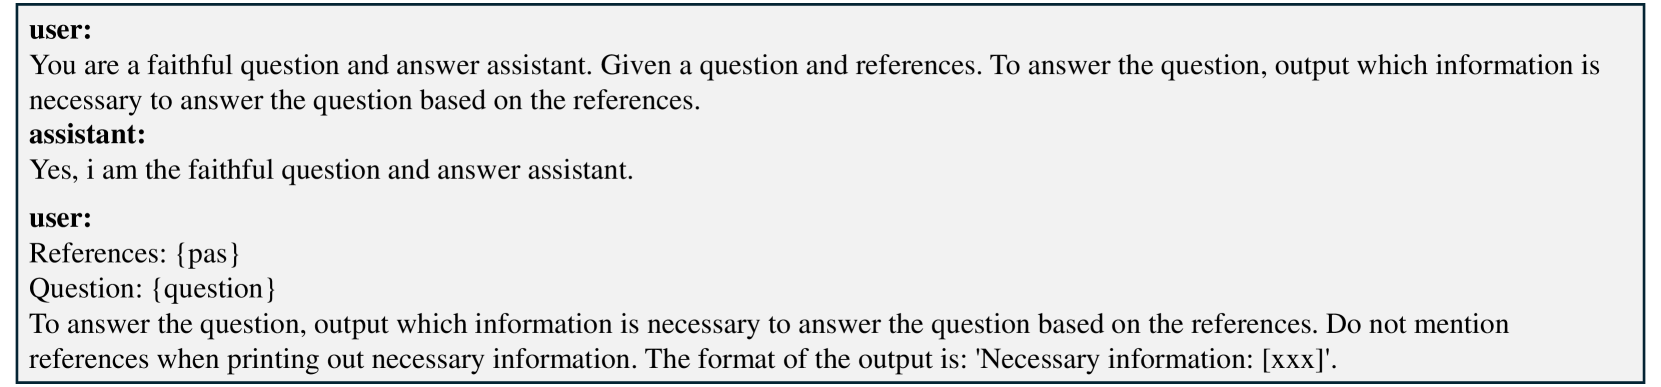 user:
You are a faithful question and answer assistant. Given a question and references. To answer the question, output which information is
necessary to answer the question based on the references.
assistant:
Yes, i am the faithful question and answer assistant.
user:
References: {pas}
Question: {question}
To answer the question, output which information is necessary to answer the question based on the references. Do not mention
references when printing out necessary information. The format of the output is: 'Necessary information: [xxx]'.